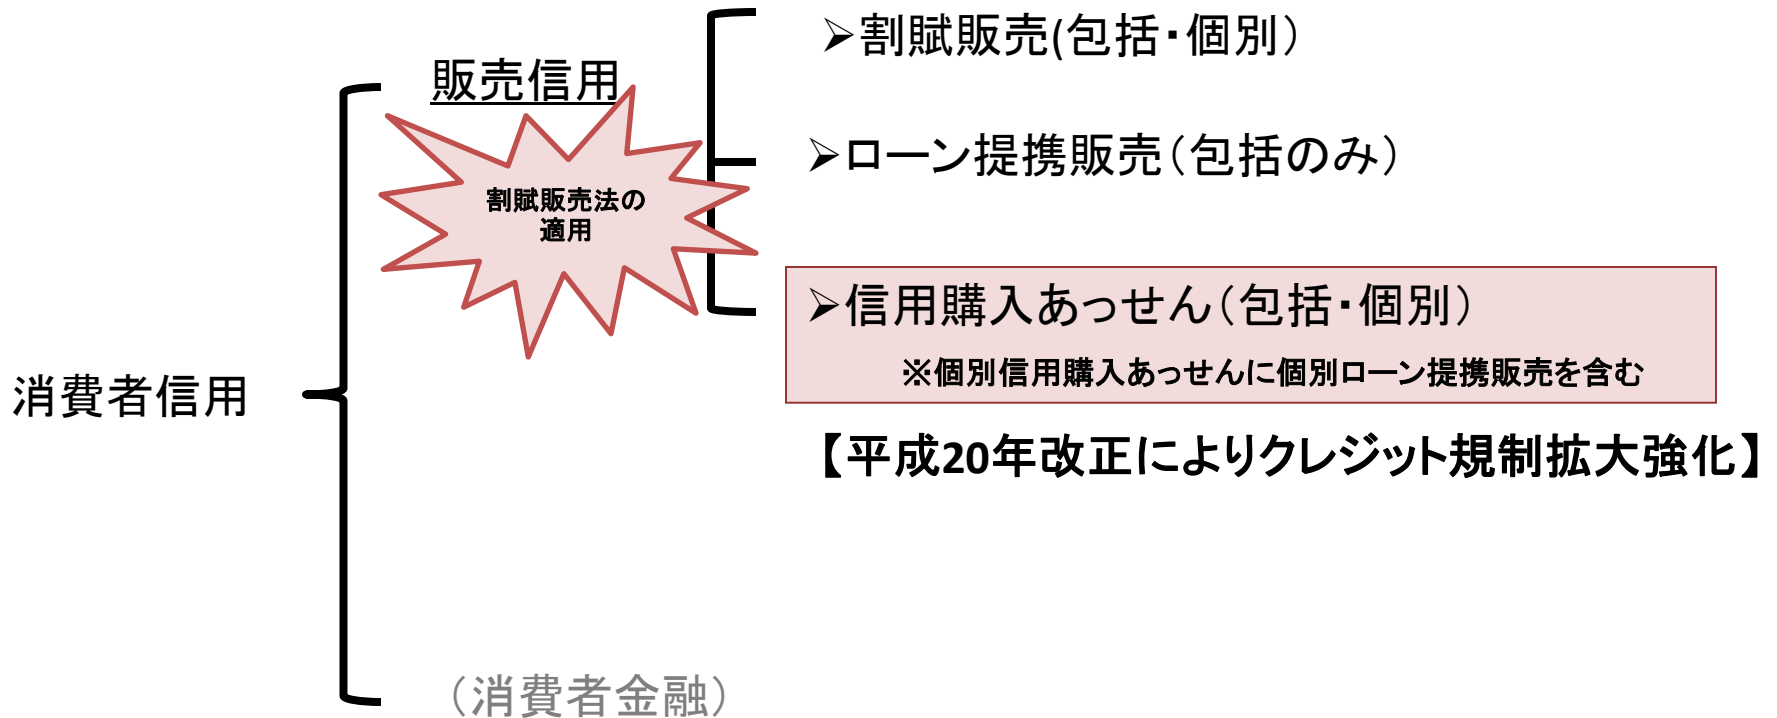 ➢割賦販売(包括・個別）
販売信用
➢ローン提携販売（包括のみ）
割賦販売法の
適用
➢信用購入あっせん（包括・個別）
※個別信用購入あっせんに個別ローン提携販売を含む
消費者信用
【平成20年改正によりクレジット規制拡大強化】
（消費者金融）